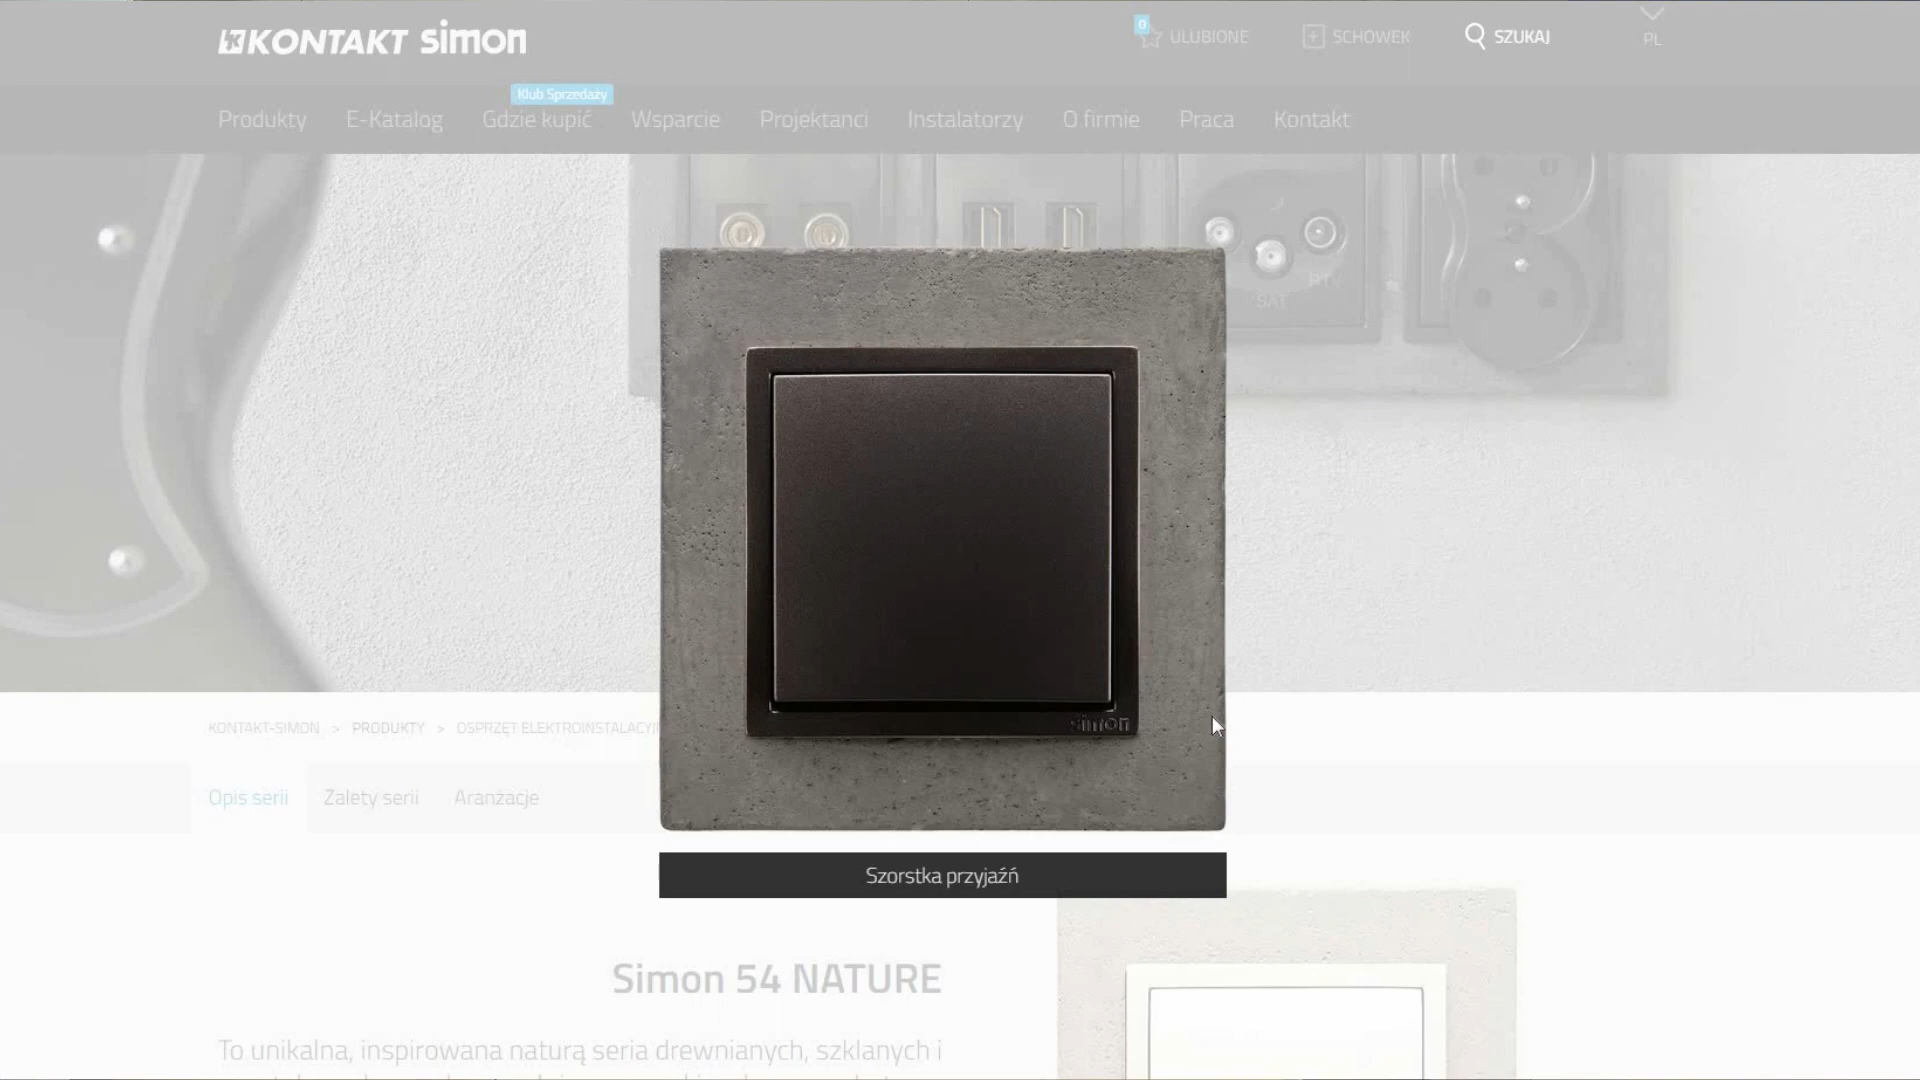 KONTAKT simon
0
ULUBIONE
SCHOWEK
SZUKAJ
PL
Klub Sprzedaży
Produkty
E-Katalog
Gdzie kupić
Wsparcie
Projektanci
Instalatorzy
O firmie
Praca
Kontakt
SAT
RTV
simon
KONTAKT-SIMON > PRODUKTY > OSPRZĘT
Opis serii
Zalety serii
Aranżacje
Szorstka przyjaźń
Simon 54 NATURE
To unikalna, inspirowana naturą seria drewnianych, szklanych i